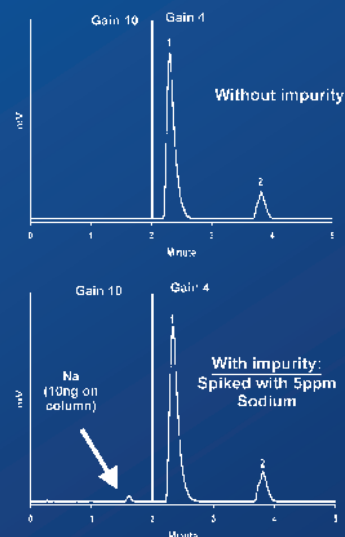 Gain 10 Gain 4
1
Without impurity
mV
2
0 1 2 3 4 5
Minute
Gain 10 Gain 4
1
Na
(10ng on
column)
With impurity:
Spiked with 5ppm
Sodium
mV
2
0 1 2 3 4 5
Minute